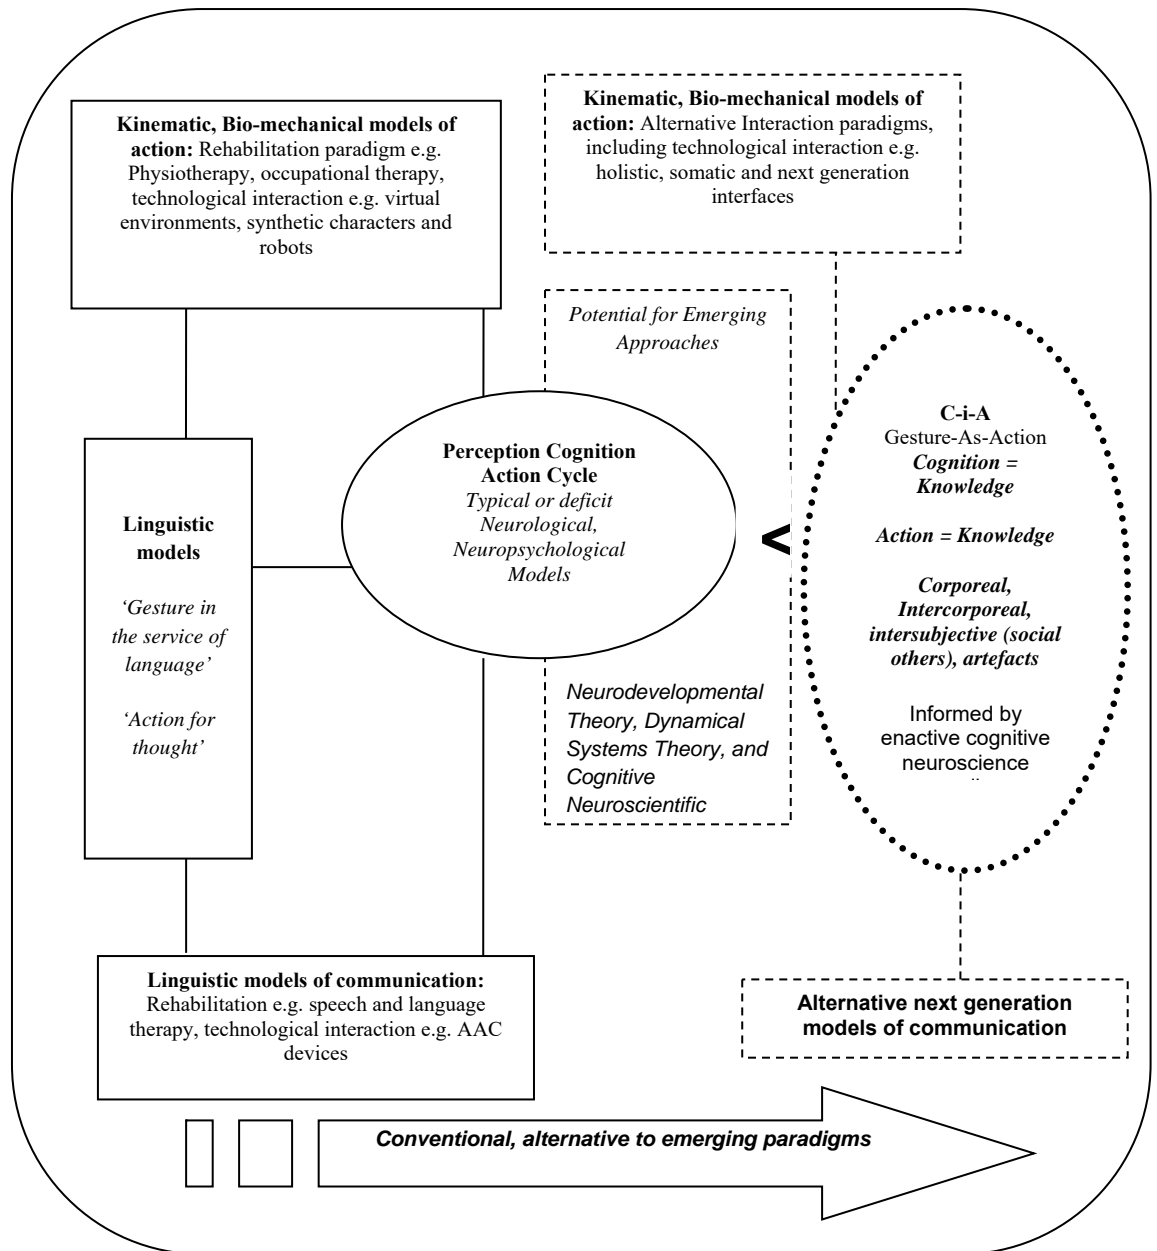 Kinematic, Bio-mechanical models of
action: Rehabilitation paradigm e.g.
Physiotherapy, occupational therapy,
technological interaction e.g. virtual
environments, synthetic characters and
robots
Kinematic, Bio-mechanical models of
action: Alternative Interaction paradigms,
including technological interaction e.g.
holistic, somatic and next generation
interfaces
Potential for Emerging
Approaches
Perception Cognition
Action Cycle
Typical or deficit
Neurological,
Neuropsychological
Models
Linguistic
models
‘Gesture in
the service of
language’
‘Action for
thought’
<
C-i-A
Gesture-As-Action
Cognition =
Knowledge
Action = Knowledge
Corporeal,
Intercorporeal,
intersubjective (social
others), artefacts
Informed by
enactive cognitive
neuroscience
Neurodevelopmental
Theory, Dynamical
Systems Theory, and
Cognitive
Neuroscientific
Linguistic models of communication:
Rehabilitation e.g. speech and language
therapy, technological interaction e.g. AAC
devices
Alternative next generation
models of communication
Conventional, alternative to emerging paradigms